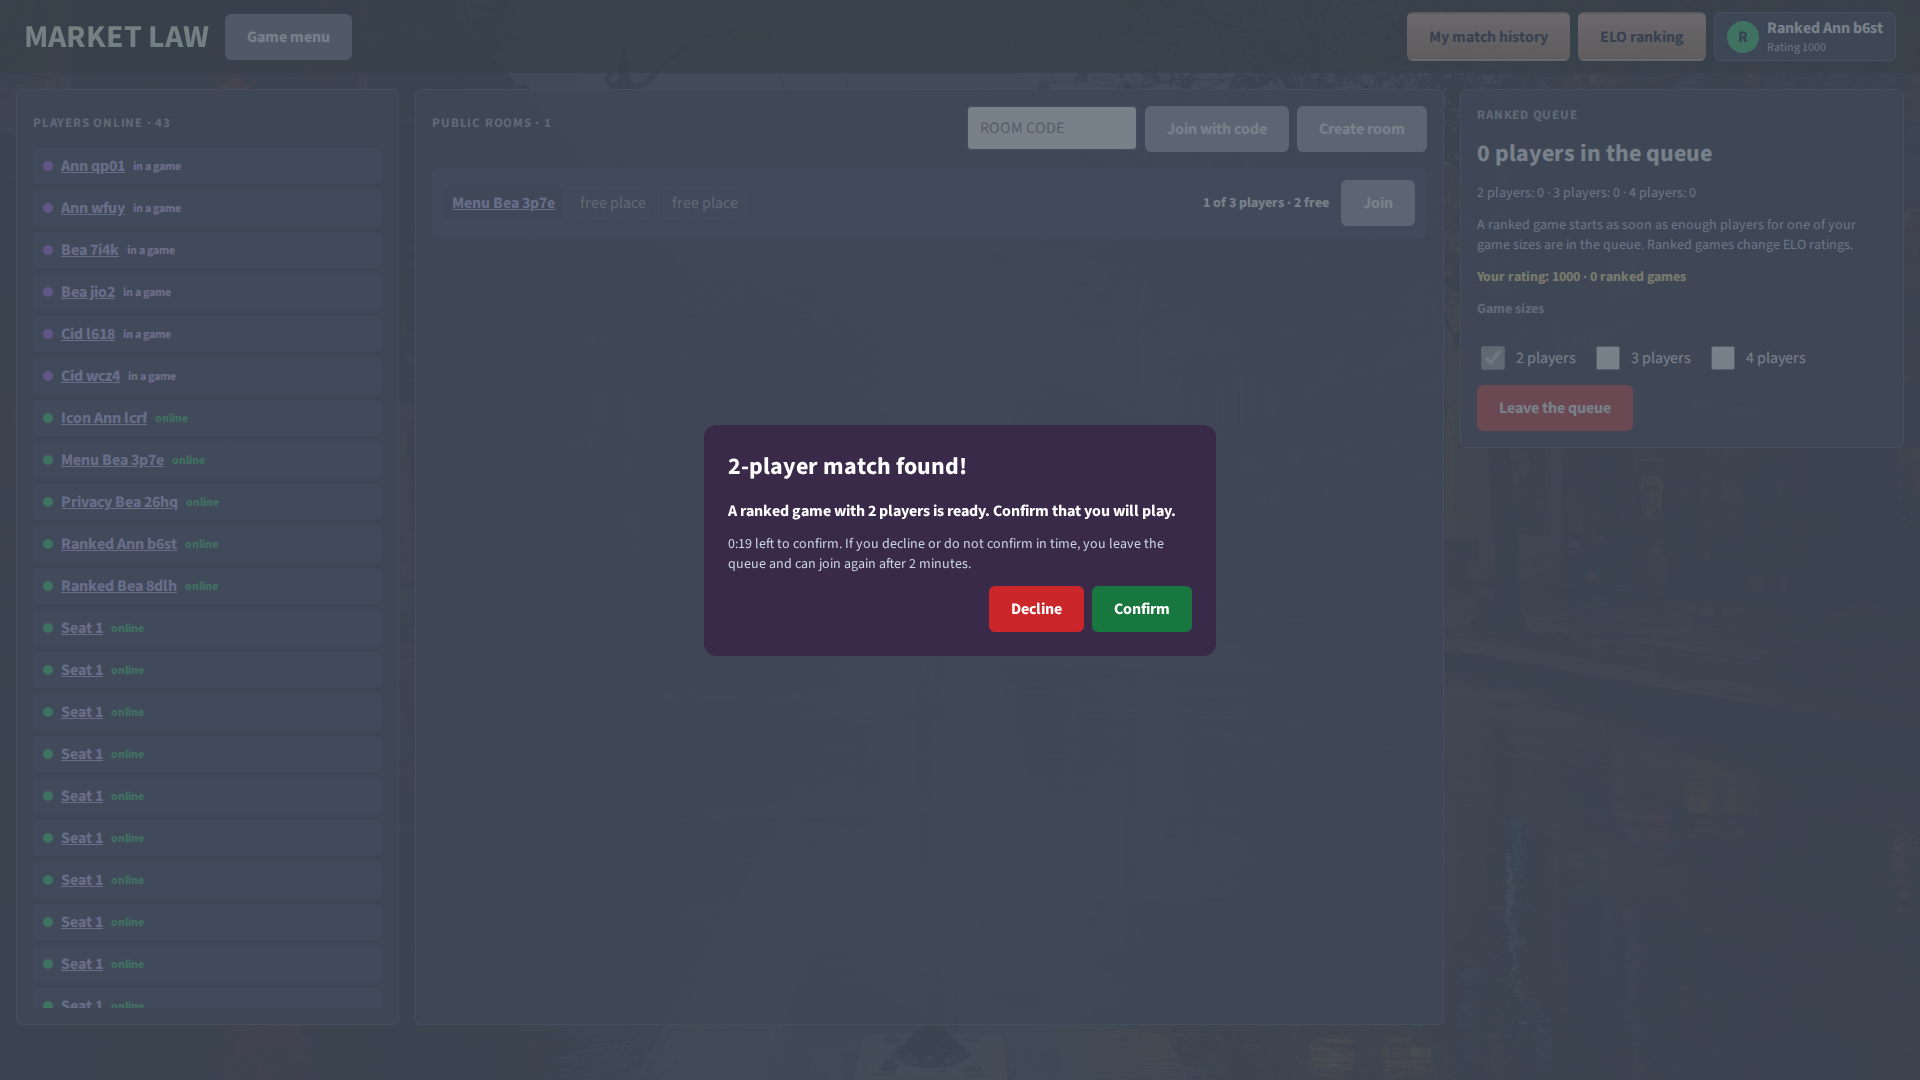 MARKET LAW
Game menu
My match history
ELO ranking
R
Ranked Ann b6st
Rating 1000
PLAYERS ONLINE · 43
Ann qp01 in a game
Ann wfuy in a game
Bea 7i4k in a game
Bea jio2 in a game
Cid l618 in a game
Cid wcz4 in a game
Icon Ann lcrf online
Menu Bea 3p7e online
Privacy Bea 26hq online
Ranked Ann b6st online
Ranked Bea 8dlh online
Seat 1 online
Seat 1 online
Seat 1 online
Seat 1 online
Seat 1 online
Seat 1 online
Seat 1 online
Seat 1 online
Seat 1 online
Seat 1 online
PUBLIC ROOMS · 1
ROOM CODE
Join with code
Create room
Menu Bea 3p7e free place free place 1 of 3 players · 2 free Join
2-player match found!
A ranked game with 2 players is ready. Confirm that you will play.
0:19 left to confirm. If you decline or do not confirm in time, you leave the
queue and can join again after 2 minutes.
Decline
Confirm
RANKED QUEUE
0 players in the queue
2 players: 0 · 3 players: 0 · 4 players: 0
A ranked game starts as soon as enough players for one of your
game sizes are in the queue. Ranked games change ELO ratings.
Your rating: 1000 · 0 ranked games
Game sizes
2 players 3 players 4 players
Leave the queue